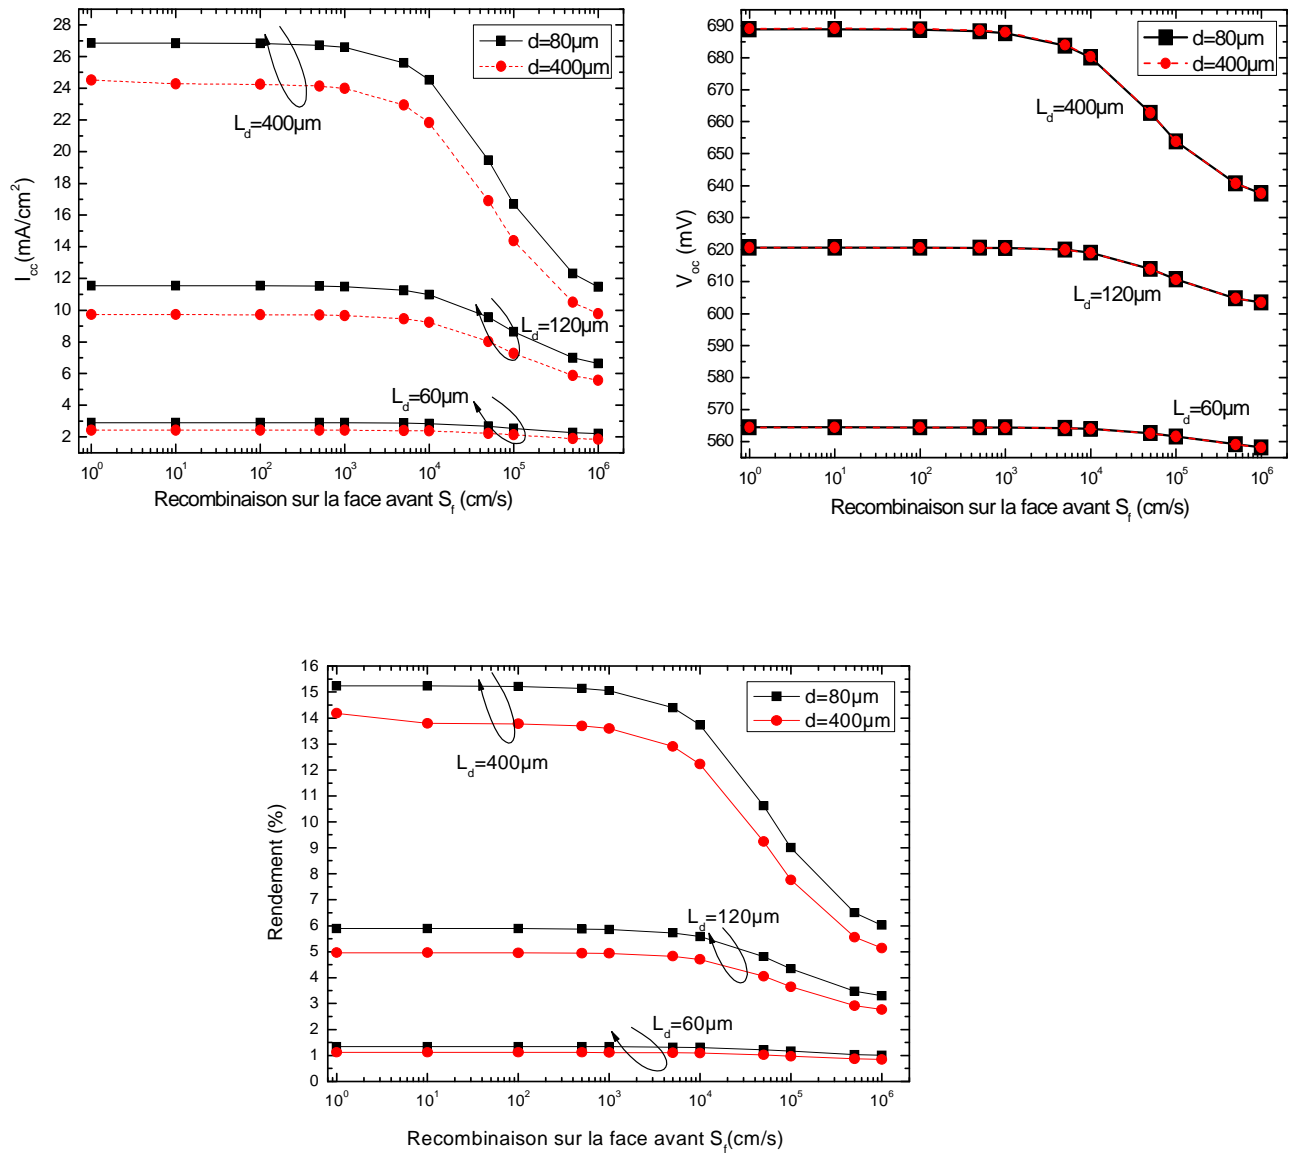 28
26
24
22
20
18
16
14
12
10
8
6
4
2
I_cc (mA/cm²)
d=80µm
d=400µm
L_d=400µm
L_d=120µm
L_d=60µm
10⁰ 10¹ 10² 10³ 10⁴ 10⁵ 10⁶
Recombinaison sur la face avant S_f (cm/s)
690
680
670
660
650
640
630
620
610
600
590
580
570
560
V_oc (mV)
d=80µm
d=400µm
L_d=400µm
L_d=120µm
L_d=60µm
10⁰ 10¹ 10² 10³ 10⁴ 10⁵ 10⁶
Recombinaison sur la face avant S_f (cm/s)
16
15
14
13
12
11
10
9
8
7
6
5
4
3
2
1
0
Rendement (%)
d=80µm
d=400µm
L_d=400µm
L_d=120µm
L_d=60µm
10⁰ 10¹ 10² 10³ 10⁴ 10⁵ 10⁶
Recombinaison sur la face avant S_f(cm/s)